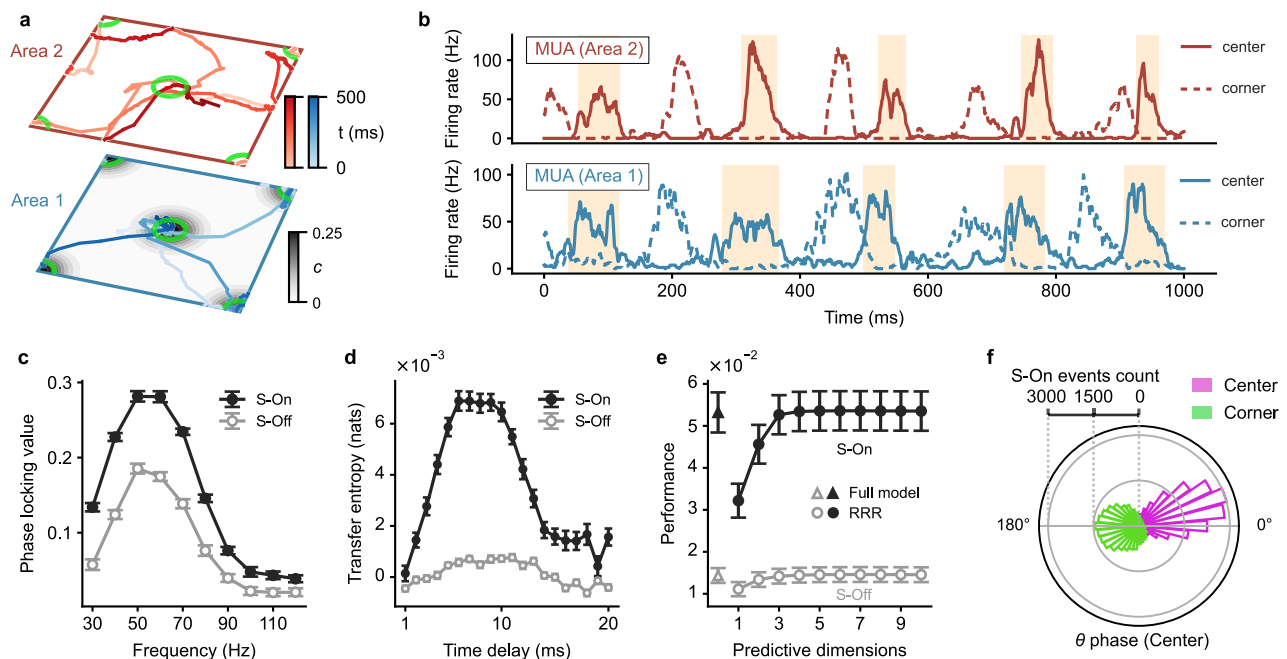 a
Area 2
500
t (ms)
0
Area 1
0.25
c
0
b
Firing rate (Hz)
100
50
0
MUA (Area 2)
center
corner
Firing rate (Hz)
100
50
0
MUA (Area 1)
center
corner
0 200 400 600 800 1000
Time (ms)
c
Phase locking value
0.3
0.2
0.1
S-On
S-Off
30 50 70 90 110
Frequency (Hz)
d
×10⁻³
Transfer entropy (nats)
6
4
2
0
S-On
S-Off
1 10 20
Time delay (ms)
e
×10⁻²
Performance
6
5
4
3
2
1
0
S-On
Full model
RRR
S-Off
1 3 5 7 9
Predictive dimensions
f
S-On events count
3000 1500 0
Center
Corner
180°
0°
θ phase (Center)